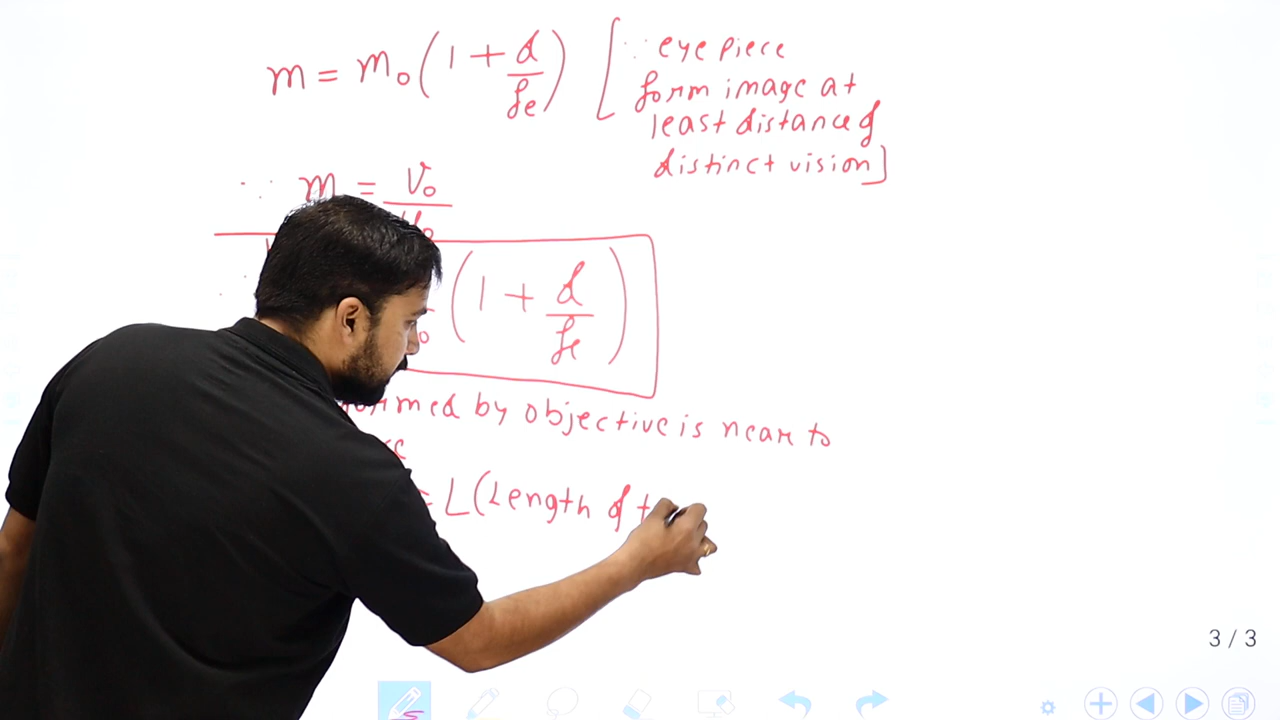 m = m₀(1 + d/fe) [∵ eye piece
form image at
least distance of
distinct vision]
∵ m = v₀/u₀
(1 + d/fe)
formed by objective is near to
= L (Length of t
3 / 3